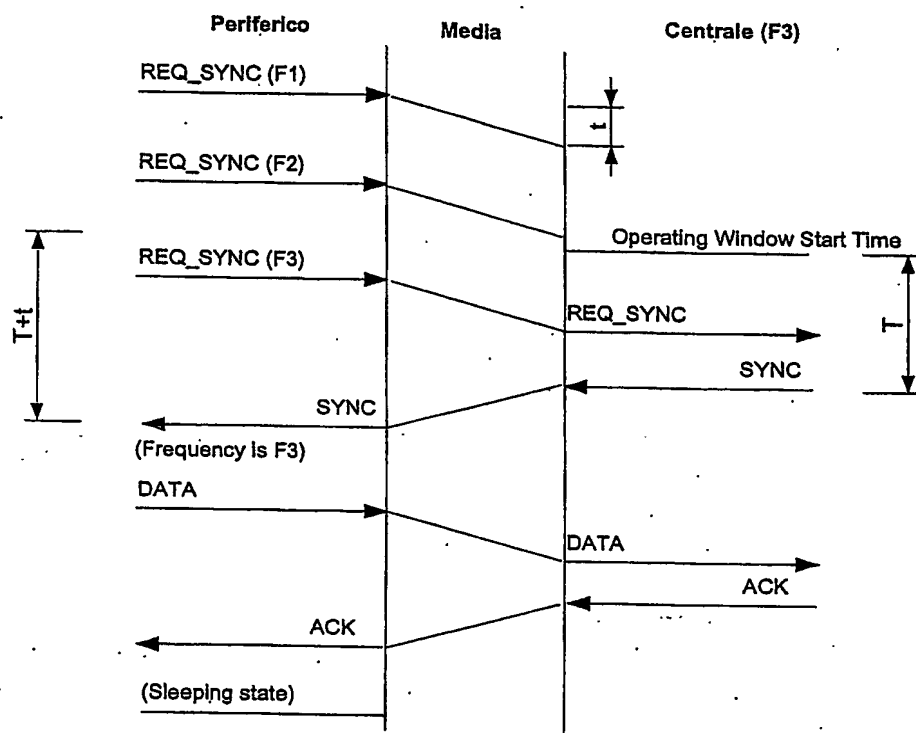 Periferico
Media
Centrale (F3)
REQ_SYNC (F1)
t
REQ_SYNC (F2)
Operating Window Start Time
REQ_SYNC (F3)
T+t
REQ_SYNC
T
SYNC
SYNC
(Frequency is F3)
DATA
DATA
ACK
ACK
(Sleeping state)